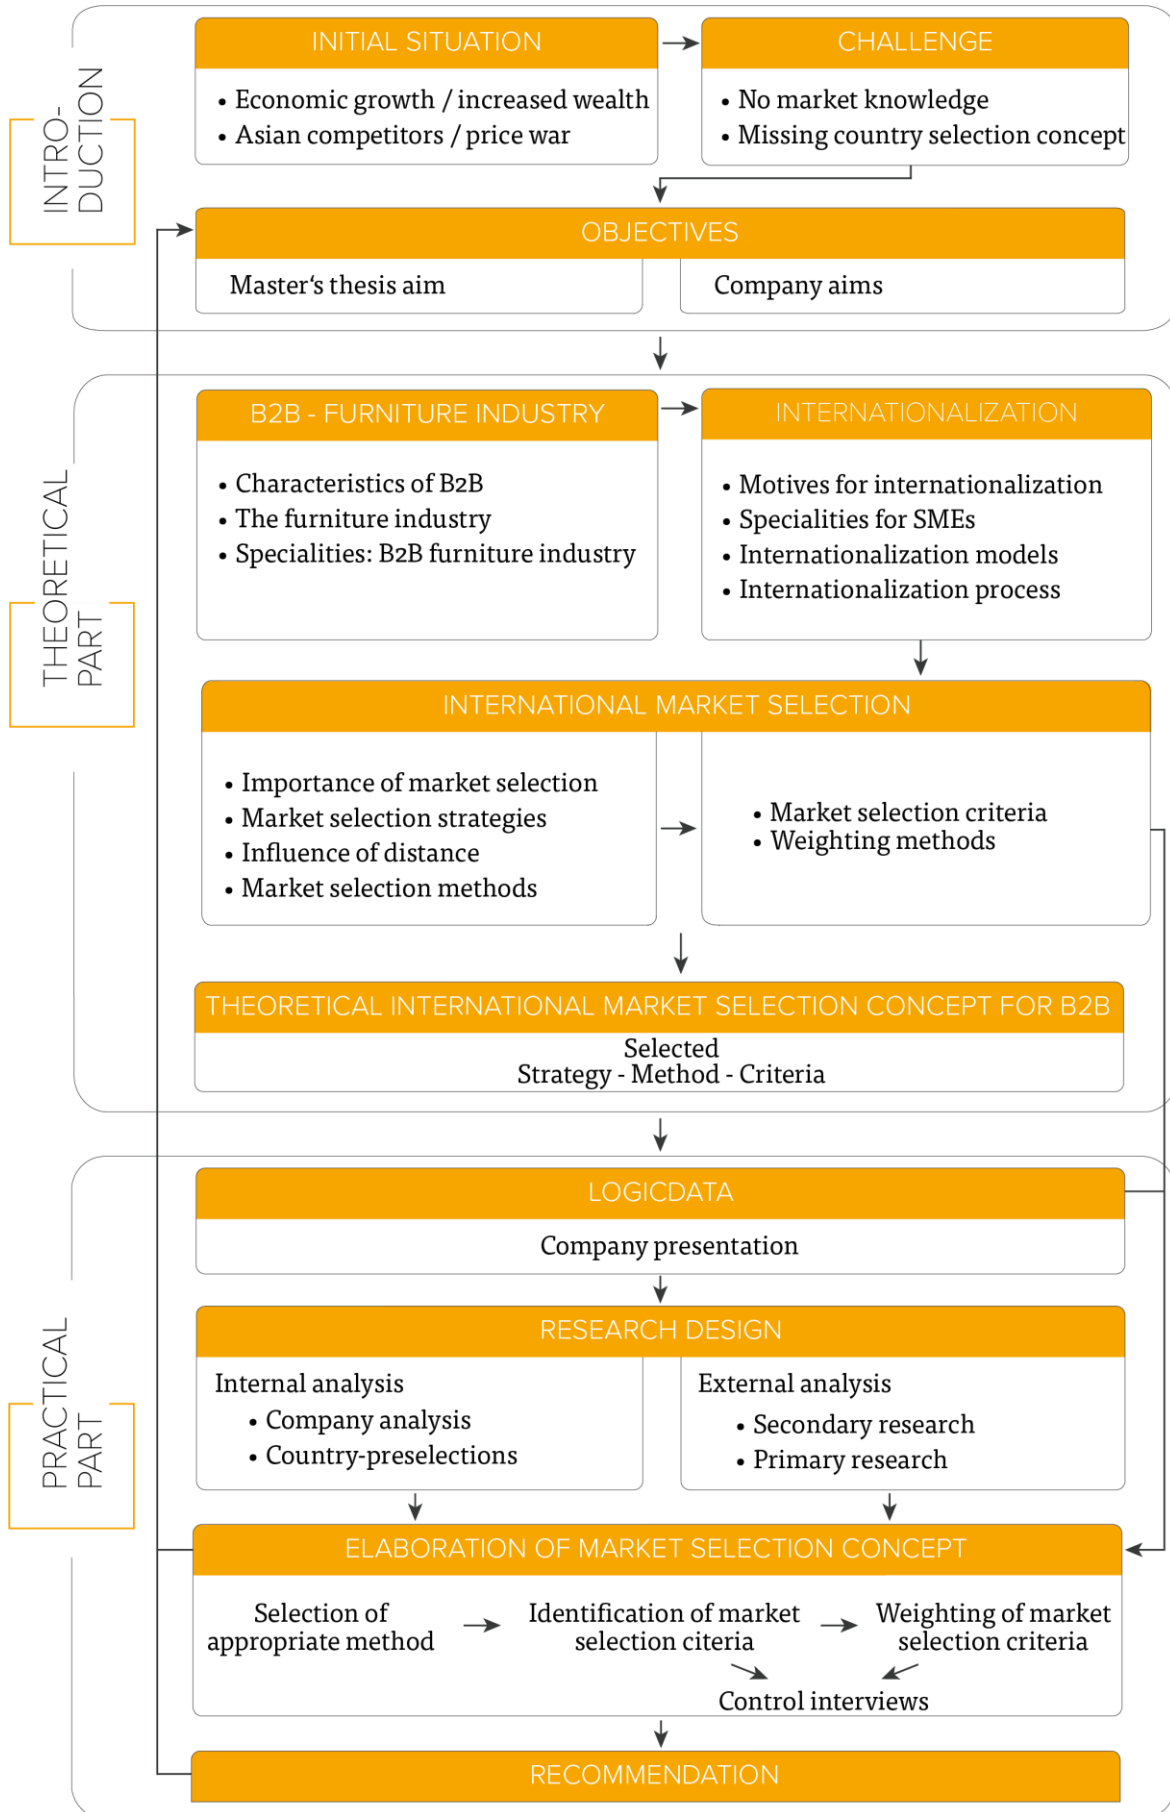 INTRO-
DUCTION
INITIAL SITUATION
• Economic growth / increased wealth
• Asian competitors / price war
CHALLENGE
• No market knowledge
• Missing country selection concept
OBJECTIVES
Master‘s thesis aim
Company aims
THEORETICAL
PART
B2B - FURNITURE INDUSTRY
• Characteristics of B2B
• The furniture industry
• Specialities: B2B furniture industry
INTERNATIONALIZATION
• Motives for internationalization
• Specialities for SMEs
• Internationalization models
• Internationalization process
INTERNATIONAL MARKET SELECTION
• Importance of market selection
• Market selection strategies
• Influence of distance
• Market selection methods
• Market selection criteria
• Weighting methods
THEORETICAL INTERNATIONAL MARKET SELECTION CONCEPT FOR B2B
Selected
Strategy - Method - Criteria
PRACTICAL
PART
LOGICDATA
Company presentation
RESEARCH DESIGN
Internal analysis
• Company analysis
• Country-preselections
External analysis
• Secondary research
• Primary research
ELABORATION OF MARKET SELECTION CONCEPT
Selection of
appropriate method
Identification of market
selection citeria
Weighting of market
selection criteria
Control interviews
RECOMMENDATION